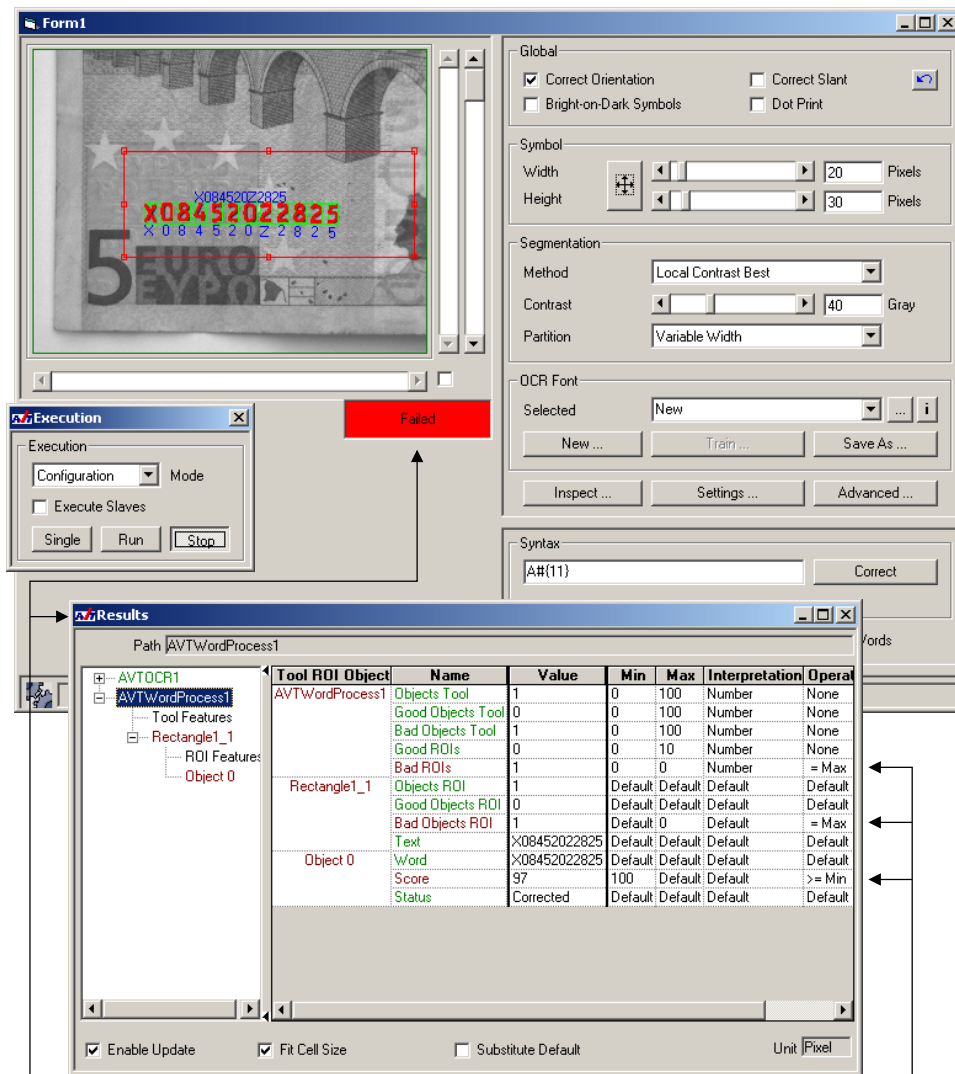 Form1
X084520Z2825
X08452022825
X 0 8 4 5 2 0 Z 2 8 2 5
5 EURO
EYPO
Global
Correct Orientation Correct Slant
Bright-on-Dark Symbols Dot Print
Symbol
Width 20 Pixels
Height 30 Pixels
Segmentation
Method Local Contrast Best
Contrast 40 Gray
Partition Variable Width
OCR Font
Selected New ... i
New ... Train ... Save As ...
Inspect ... Settings ... Advanced ...
Syntax
A#{11} Correct
Failed
Execution
Execution
Configuration Mode
Execute Slaves
Single Run Stop
Results
Path AVTWordProcess1
AVTOCR1
AVTWordProcess1
Tool Features
Rectangle1_1
ROI Features
Object 0
Tool ROI Object Name Value Min Max Interpretation Operat
AVTWordProcess1 Objects Tool 1 0 100 Number None
Good Objects Tool 0 0 100 Number None
Bad Objects Tool 1 0 100 Number None
Good ROIs 0 0 10 Number None
Bad ROIs 1 0 0 Number = Max
Rectangle1_1 Objects ROI 1 Default Default Default Default
Good Objects ROI 0 Default Default Default Default
Bad Objects ROI 1 Default 0 Default = Max
Text X08452022825 Default Default Default Default
Object 0 Word X08452022825 Default Default Default Default
Score 97 100 Default Default >= Min
Status Corrected Default Default Default Default
Enable Update Fit Cell Size Substitute Default Unit Pixel